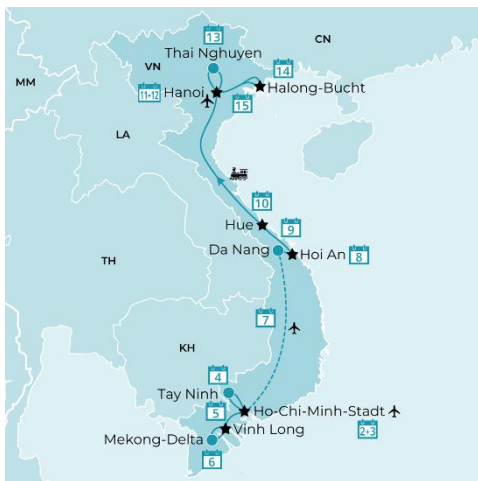 CN
13
Thai Nghuyen
VN
14
MM
11+12
Hanoi
Halong-Bucht
15
LA
10
9
Hue
Da Nang
Hoi An
8
TH
7
KH
4
Tay Ninh
5
Ho-Chi-Minh-Stadt
Vinh Long
2+3
Mekong-Delta
6